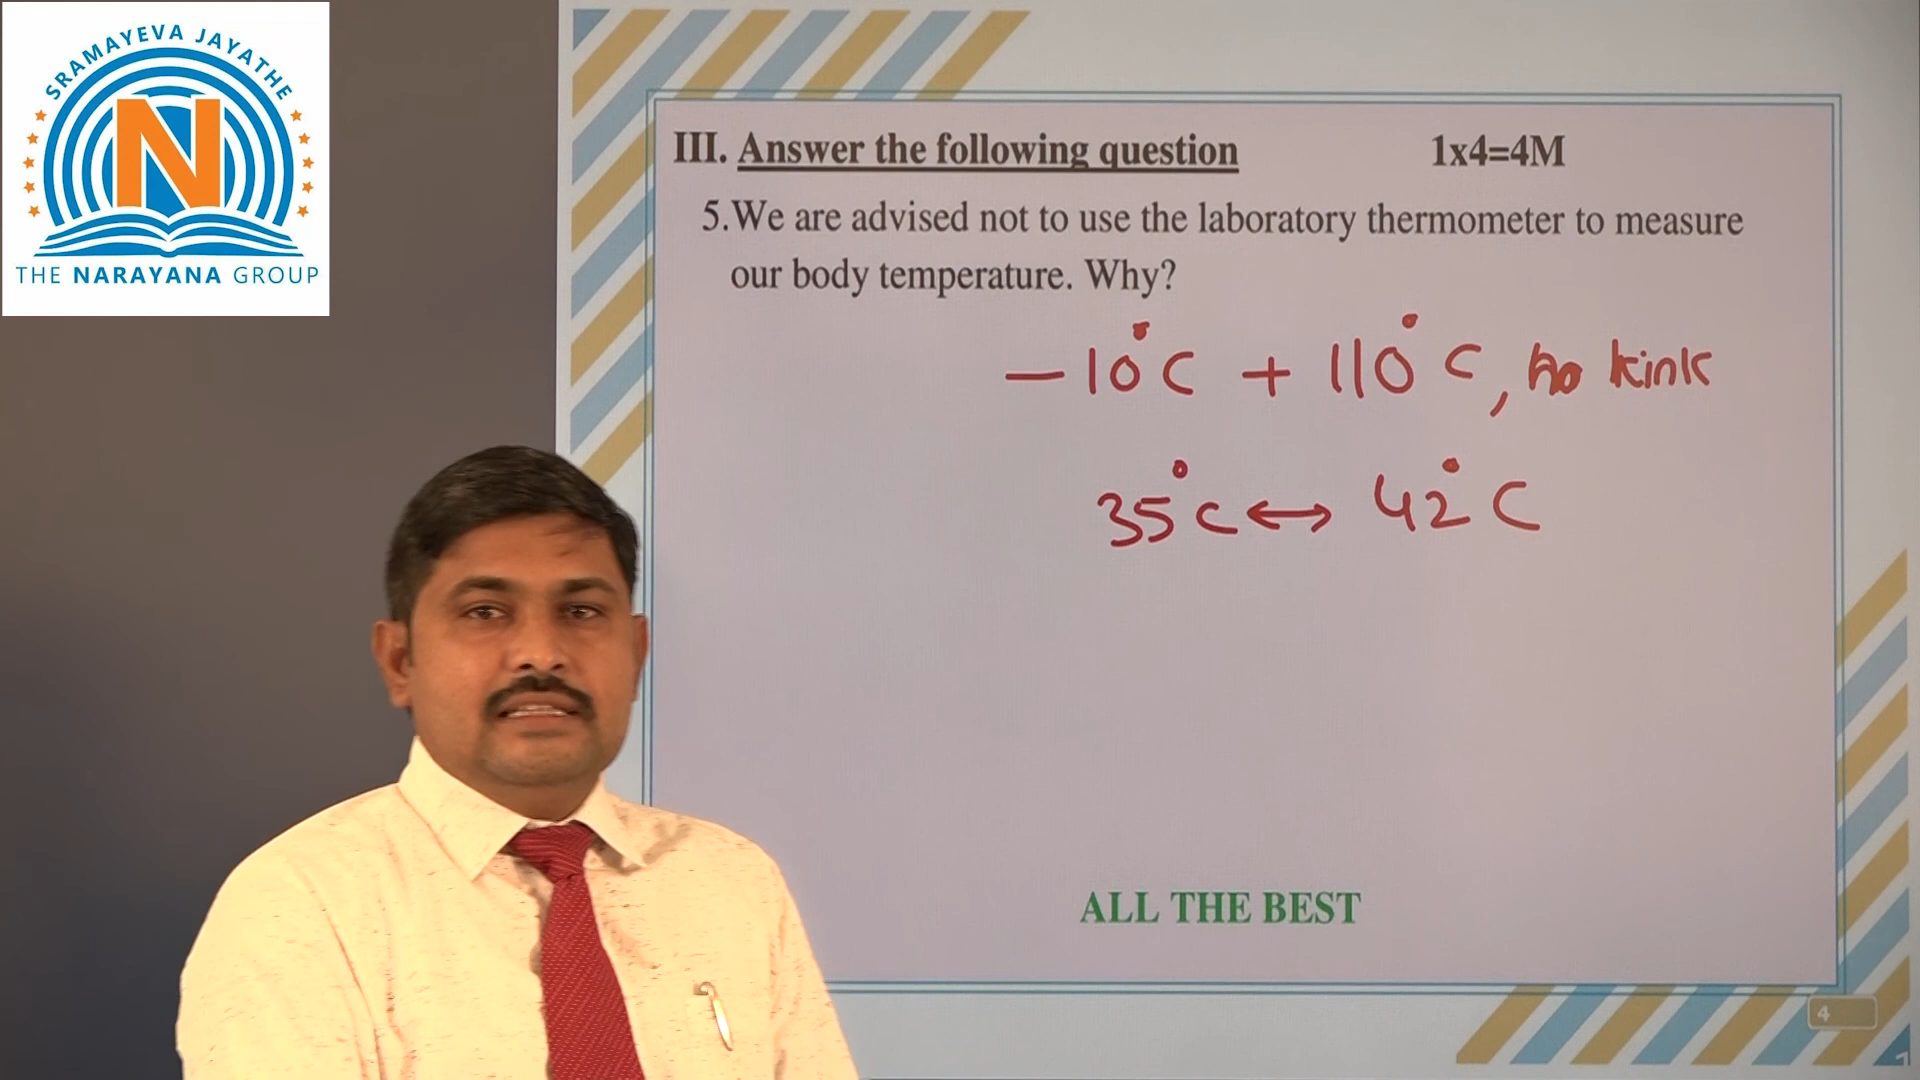 SRAMAYEVA JAYATHE
N
THE NARAYANA GROUP
III. Answer the following question 1x4=4M
5.We are advised not to use the laboratory thermometer to measure
our body temperature. Why?
–10°C + 110°C, no kink
35°C ↔ 42°C
ALL THE BEST
4